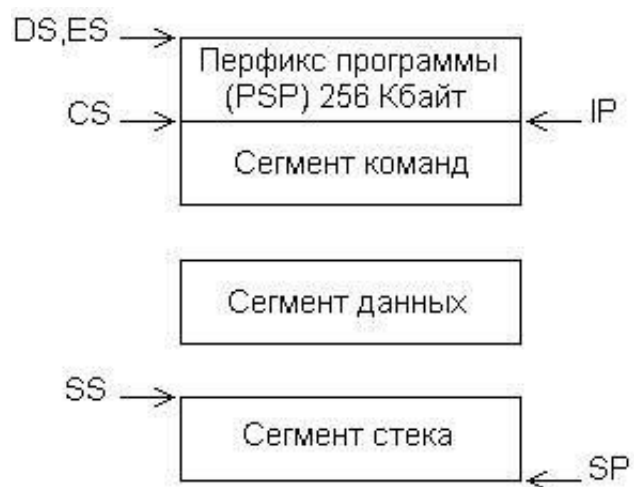 DS,ES
Перфикс программы
(PSP) 256 Кбайт
CS
IP
Сегмент команд
Сегмент данных
SS
Сегмент стека
SP